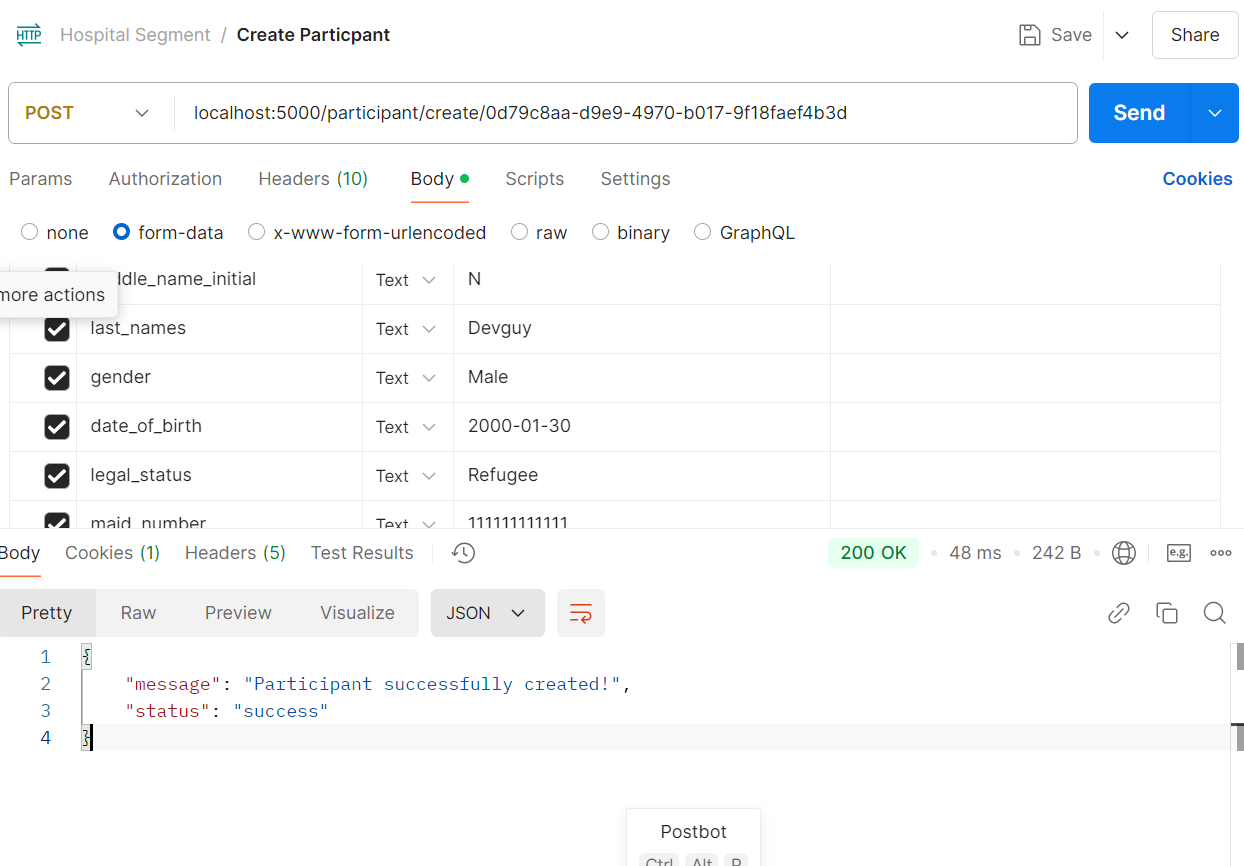 HTTP Hospital Segment / Create Particpant Save Share
POST localhost:5000/participant/create/0d79c8aa-d9e9-4970-b017-9f18faef4b3d Send
Params Authorization Headers (10) Body Scripts Settings Cookies
none form-data x-www-form-urlencoded raw binary GraphQL
ddle_name_initial Text N
more actions
last_names Text Devguy
gender Text Male
date_of_birth Text 2000-01-30
legal_status Text Refugee
maid_number Text 111111111111
Body Cookies (1) Headers (5) Test Results 200 OK 48 ms 242 B e.g.
Pretty Raw Preview Visualize JSON
1 {
2 "message": "Participant successfully created!",
3 "status": "success"
4 }
Postbot
Ctrl Alt P